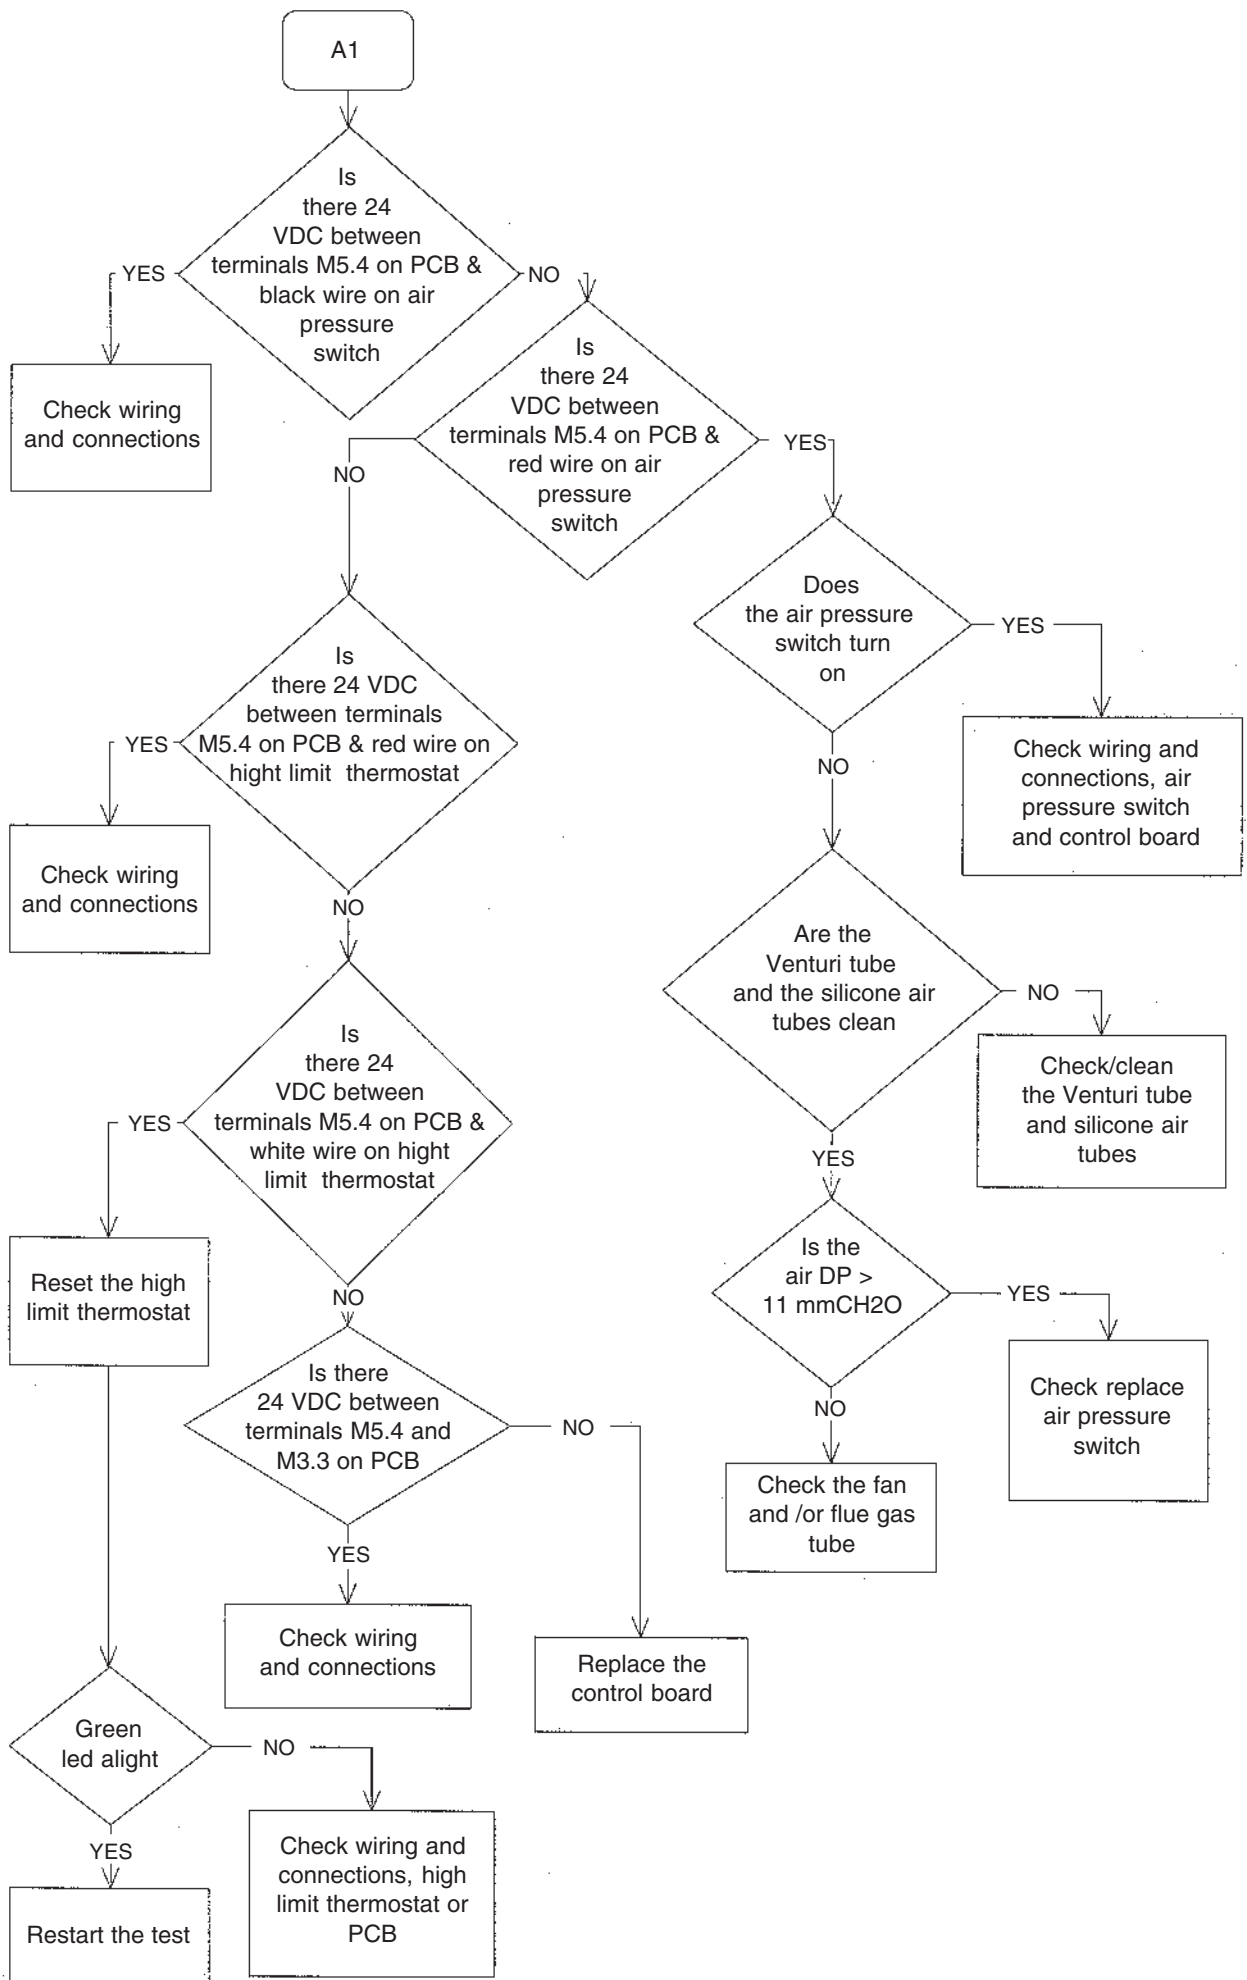 A1
Is
there 24
VDC between
terminals M5.4 on PCB &
black wire on air
pressure
switch
YES
NO
Check wiring
and connections
Is
there 24
VDC between
terminals M5.4 on PCB &
red wire on air
pressure
switch
NO
YES
Does
the air pressure
switch turn
on
YES
NO
Check wiring and
connections, air
pressure switch
and control board
Is
there 24 VDC
between terminals
M5.4 on PCB & red wire on
hight limit thermostat
YES
NO
Check wiring
and connections
Are the
Venturi tube
and the silicone air
tubes clean
NO
YES
Check/clean
the Venturi tube
and silicone air
tubes
Is
there 24
VDC between
terminals M5.4 on PCB &
white wire on hight
limit thermostat
YES
NO
Reset the high
limit thermostat
Is the
air DP >
11 mmCH2O
YES
NO
Check replace
air pressure
switch
Check the fan
and /or flue gas
tube
Is there
24 VDC between
terminals M5.4 and
M3.3 on PCB
NO
YES
Check wiring
and connections
Replace the
control board
Green
led alight
NO
YES
Check wiring and
connections, high
limit thermostat or
PCB
Restart the test